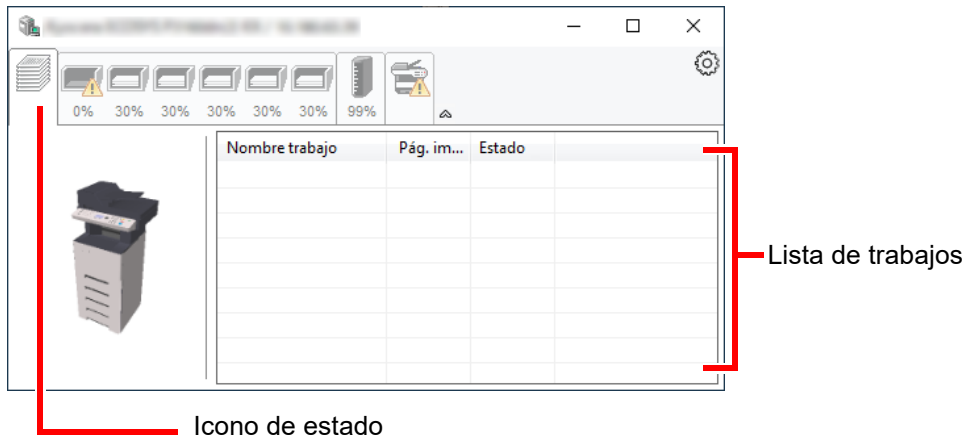 0% 30% 30% 30% 30% 30% 99%
Nombre trabajo Pág. im... Estado
Lista de trabajos
Icono de estado